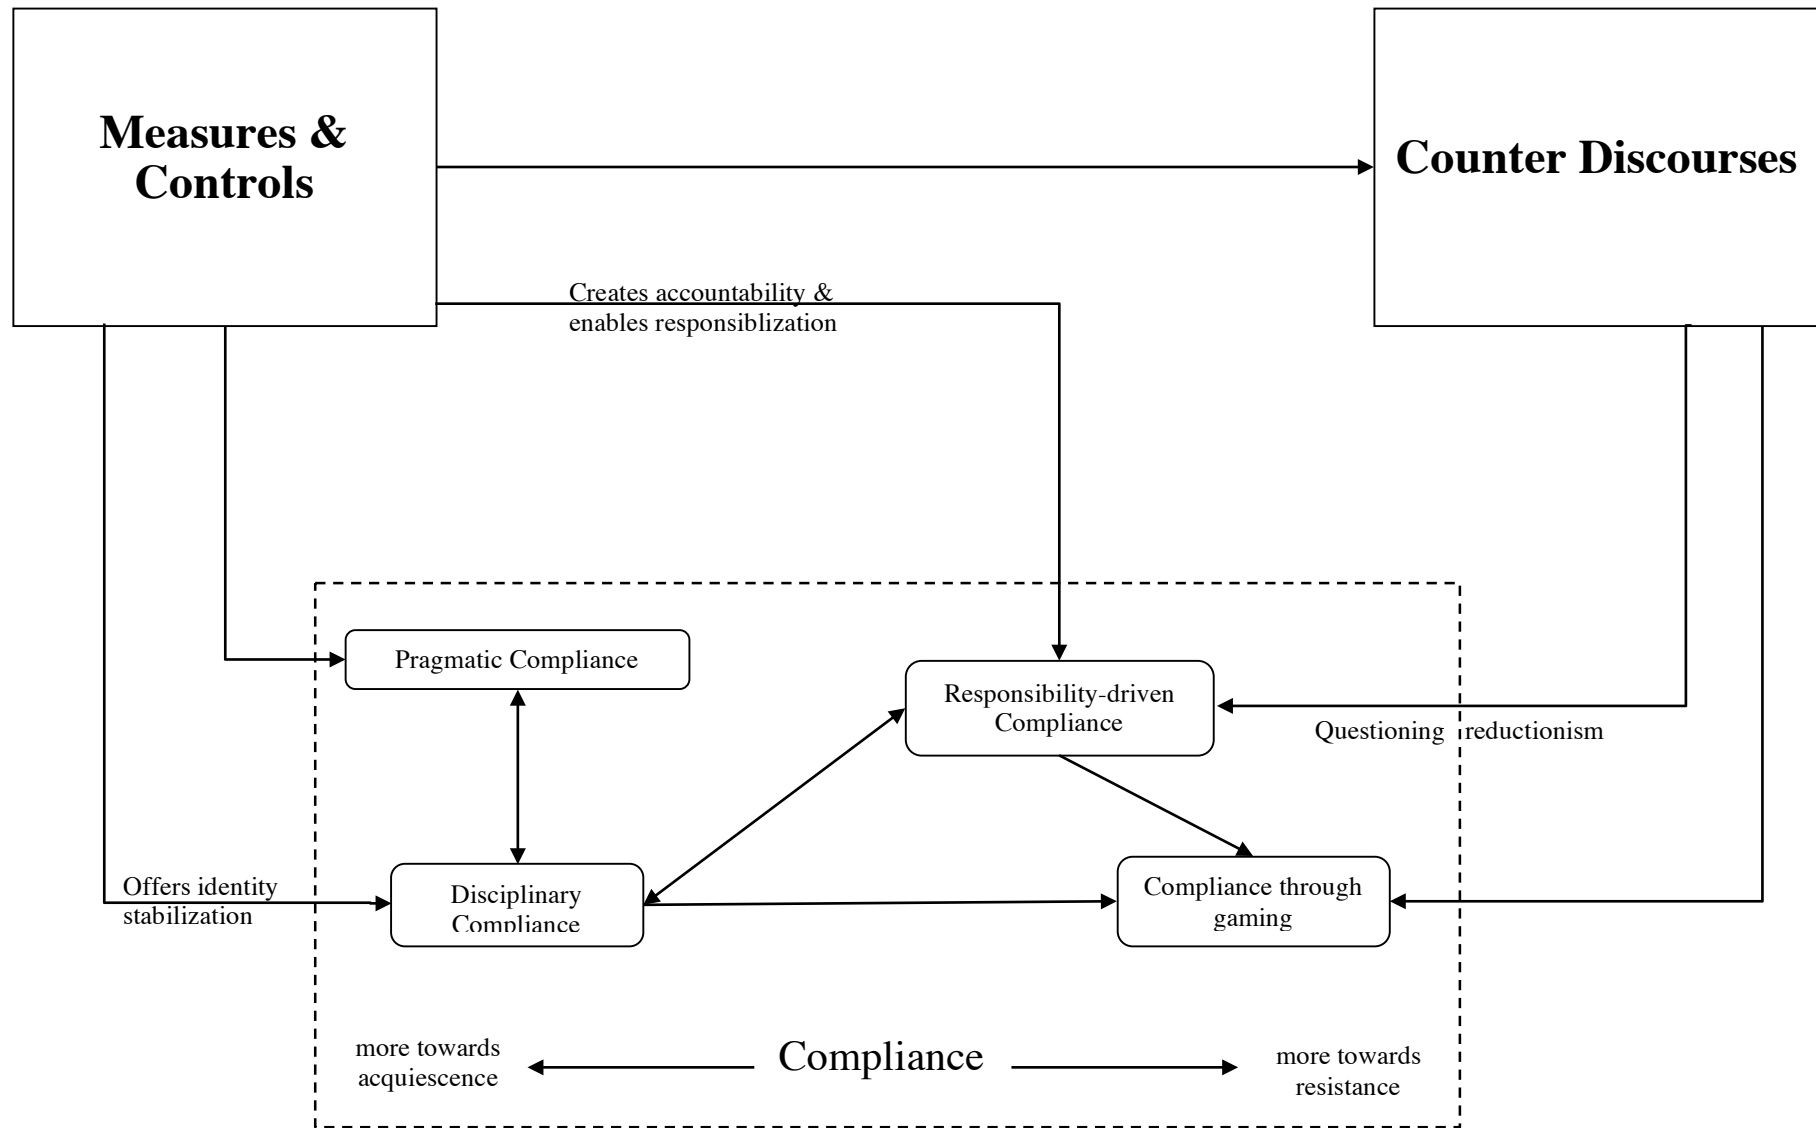 Measures &
Controls
Counter Discourses
Creates accountability &
enables responsiblization
Pragmatic Compliance
Responsibility-driven
Compliance
Questioning reductionism
Offers identity
stabilization
Disciplinary
Compliance
Compliance through
gaming
more towards
acquiescence
Compliance
more towards
resistance